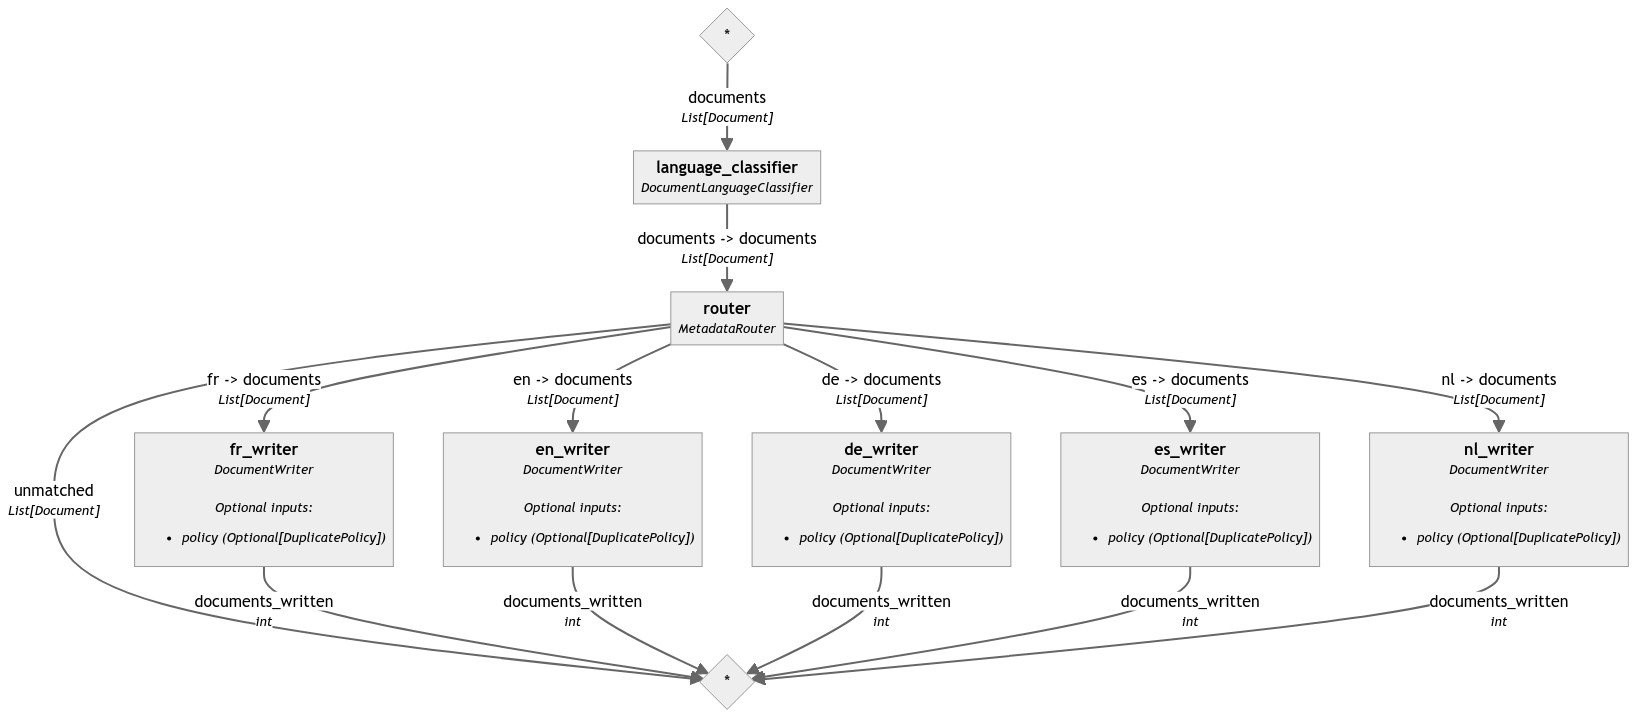 *
documents
List[Document]
language_classifier
DocumentLanguageClassifier
documents -> documents
List[Document]
router
MetadataRouter
fr -> documents
List[Document]
en -> documents
List[Document]
de -> documents
List[Document]
es -> documents
List[Document]
nl -> documents
List[Document]
unmatched
List[Document]
fr_writer
DocumentWriter
Optional inputs:
• policy (Optional[DuplicatePolicy])
en_writer
DocumentWriter
Optional inputs:
• policy (Optional[DuplicatePolicy])
de_writer
DocumentWriter
Optional inputs:
• policy (Optional[DuplicatePolicy])
es_writer
DocumentWriter
Optional inputs:
• policy (Optional[DuplicatePolicy])
nl_writer
DocumentWriter
Optional inputs:
• policy (Optional[DuplicatePolicy])
documents_written
int
documents_written
int
documents_written
int
documents_written
int
documents_written
int
*